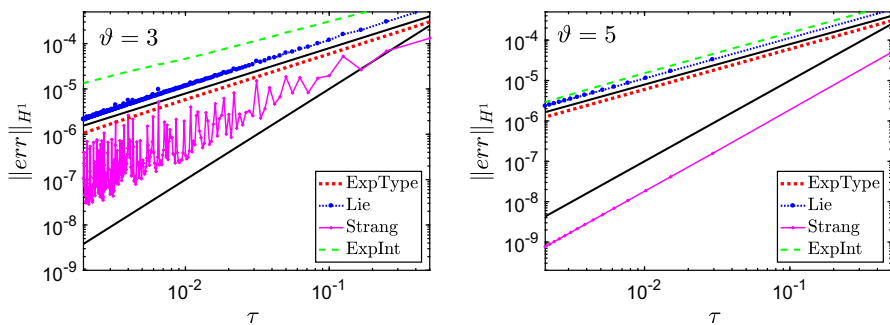 ϑ = 3
10^-4
10^-5
10^-6
10^-7
10^-8
10^-9
‖err‖_{H^1}
10^-2
10^-1
τ
ExpType
Lie
Strang
ExpInt
ϑ = 5
10^-4
10^-5
10^-6
10^-7
10^-8
10^-9
‖err‖_{H^1}
10^-2
10^-1
τ
ExpType
Lie
Strang
ExpInt